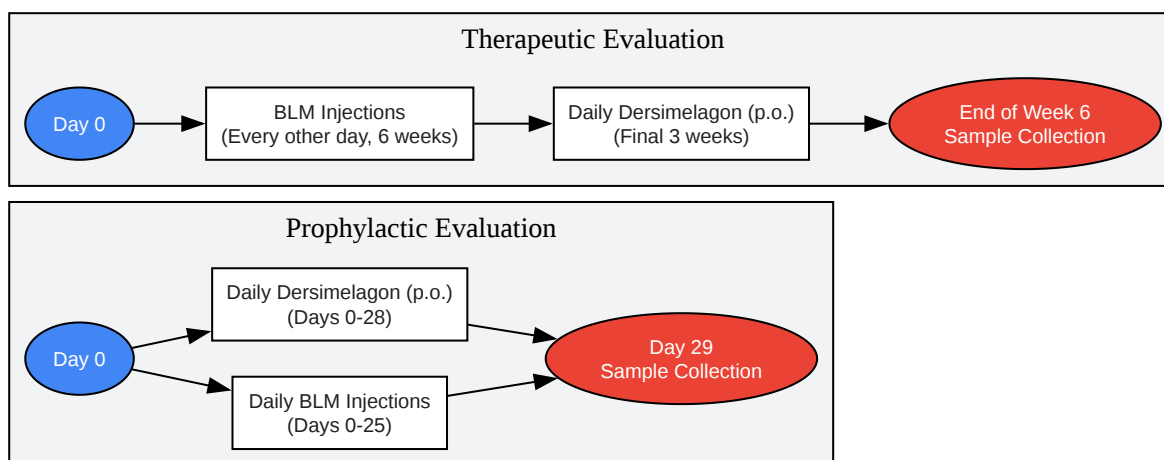 Therapeutic Evaluation
Day 0
BLM Injections
(Every other day, 6 weeks)
Daily Dersimelagon (p.o.)
(Final 3 weeks)
End of Week 6
Sample Collection
Prophylactic Evaluation
Day 0
Daily Dersimelagon (p.o.)
(Days 0-28)
Daily BLM Injections
(Days 0-25)
Day 29
Sample Collection